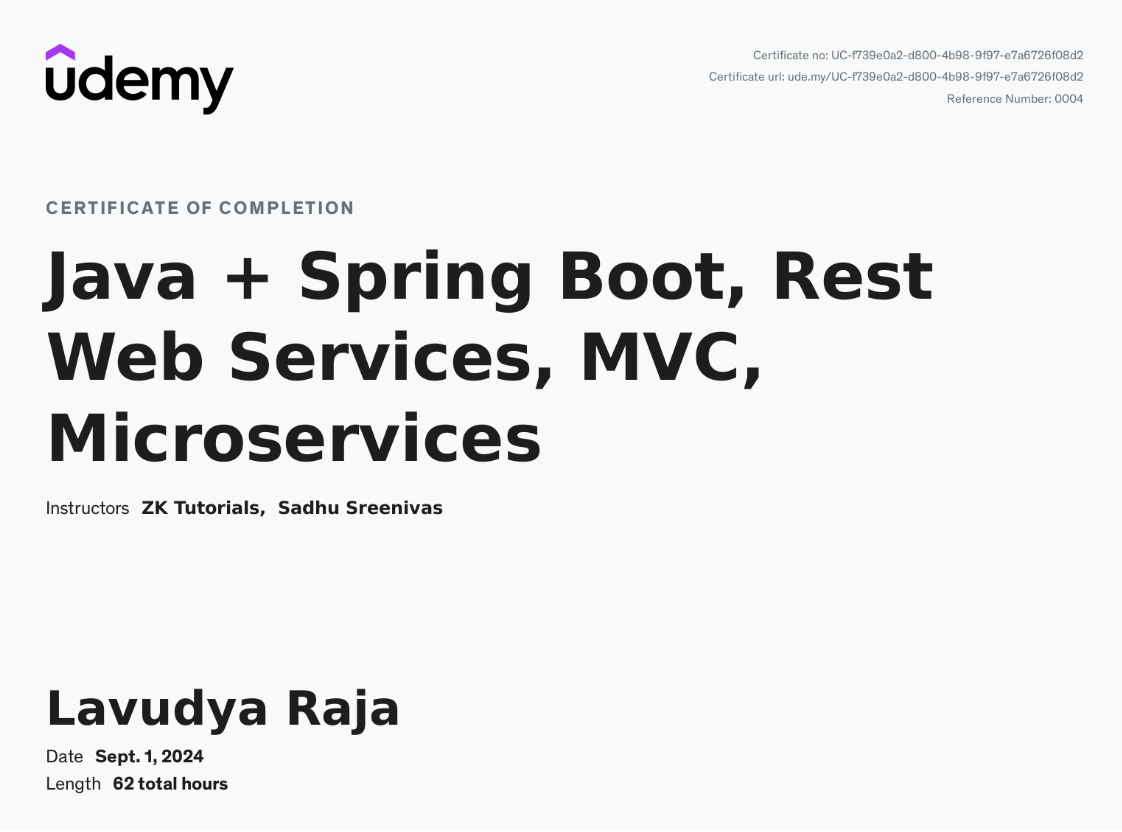 udemy
Certificate no: UC-f739e0a2-d800-4b98-9f97-e7a6726f08d2
Certificate url: ude.my/UC-f739e0a2-d800-4b98-9f97-e7a6726f08d2
Reference Number: 0004
CERTIFICATE OF COMPLETION
Java + Spring Boot, Rest
Web Services, MVC,
Microservices
Instructors ZK Tutorials, Sadhu Sreenivas
Lavudya Raja
Date Sept. 1, 2024
Length 62 total hours